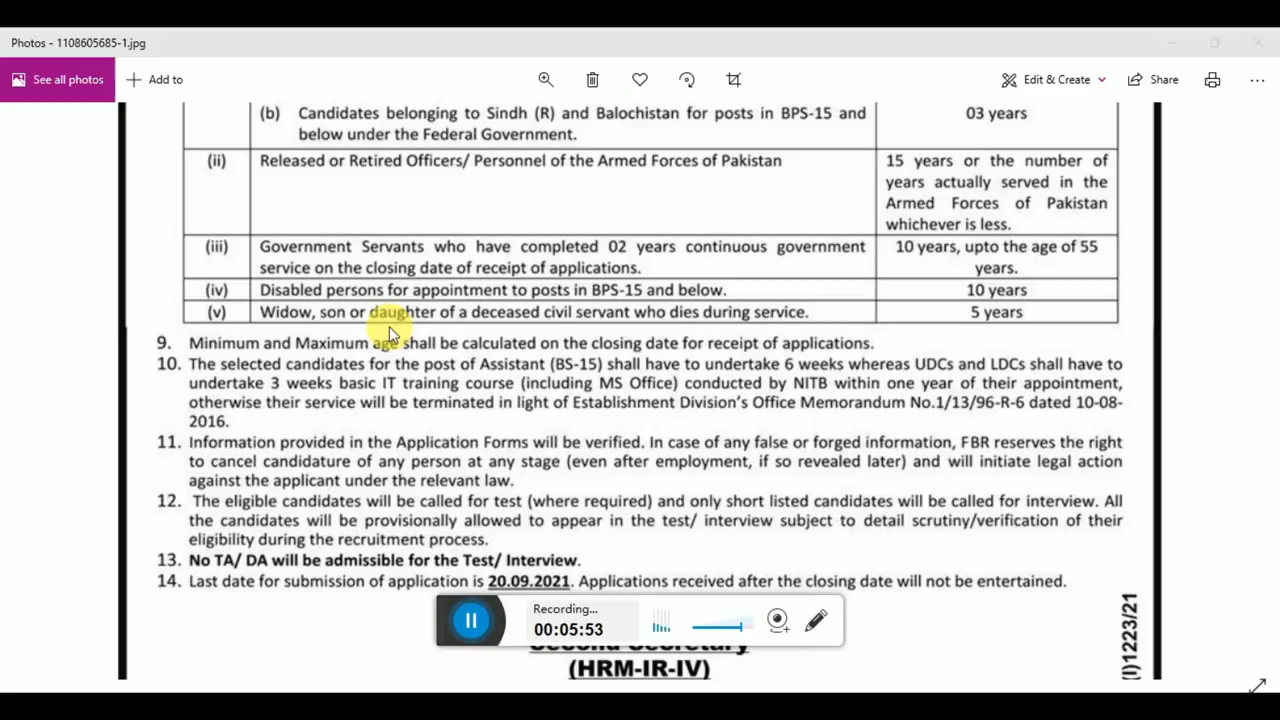 Photos - 1108605685-1.jpg
See all photos
Add to
Edit & Create
Share
(b) Candidates belonging to Sindh (R) and Balochistan for posts in BPS-15 and
below under the Federal Government.
03 years
(ii) Released or Retired Officers/ Personnel of the Armed Forces of Pakistan
15 years or the number of
years actually served in the
Armed Forces of Pakistan
whichever is less.
(iii) Government Servants who have completed 02 years continuous government
service on the closing date of receipt of applications.
10 years, upto the age of 55
years.
(iv) Disabled persons for appointment to posts in BPS-15 and below.
10 years
(v) Widow, son or daughter of a deceased civil servant who dies during service.
5 years
9. Minimum and Maximum age shall be calculated on the closing date for receipt of applications.
10. The selected candidates for the post of Assistant (BS-15) shall have to undertake 6 weeks whereas UDCs and LDCs shall have to
undertake 3 weeks basic IT training course (including MS Office) conducted by NITB within one year of their appointment,
otherwise their service will be terminated in light of Establishment Division's Office Memorandum No.1/13/96-R-6 dated 10-08-
2016.
11. Information provided in the Application Forms will be verified. In case of any false or forged information, FBR reserves the right
to cancel candidature of any person at any stage (even after employment, if so revealed later) and will initiate legal action
against the applicant under the relevant law.
12. The eligible candidates will be called for test (where required) and only short listed candidates will be called for interview. All
the candidates will be provisionally allowed to appear in the test/ interview subject to detail scrutiny/verification of their
eligibility during the recruitment process.
13. No TA/ DA will be admissible for the Test/ Interview.
14. Last date for submission of application is 20.09.2021. Applications received after the closing date will not be entertained.
Recording...
00:05:53
Second Secretary
(HRM-IR-IV)
(I)1223/21